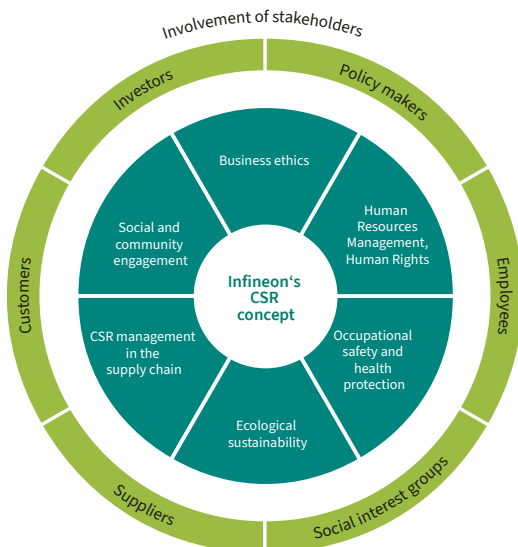 Involvement of stakeholders
Investors
Policy makers
Business ethics
Social and
community
engagement
Human
Resources
Management,
Human Rights
Customers
Infineon‘s
CSR
concept
Employees
CSR management
in the
supply chain
Occupational
safety and
health
protection
Ecological
sustainability
Suppliers
Social interest groups